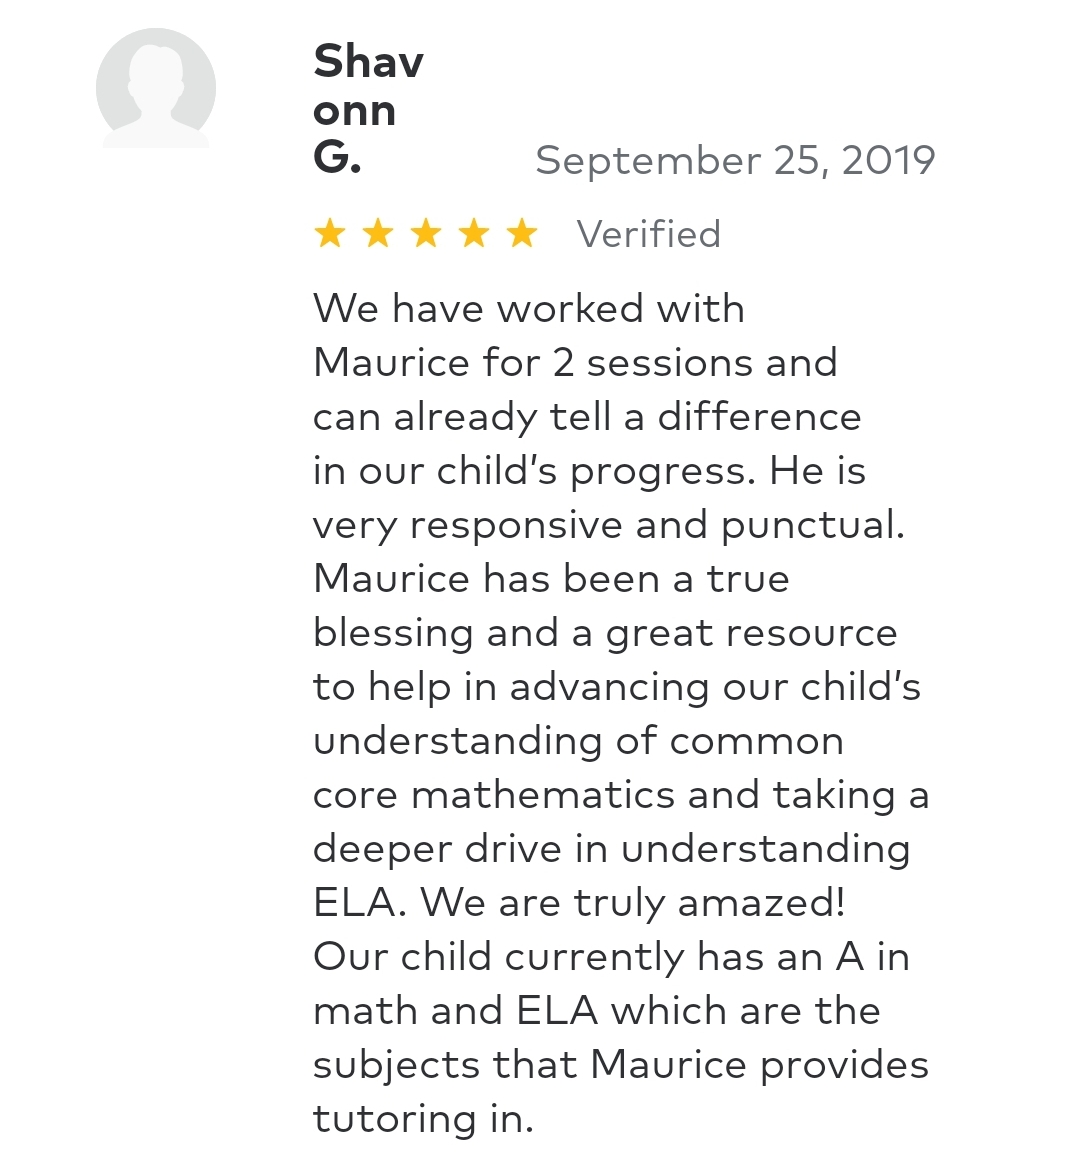 Shav
onn
G.
September 25, 2019
Verified
We have worked with
Maurice for 2 sessions and
can already tell a difference
in our child's progress. He is
very responsive and punctual.
Maurice has been a true
blessing and a great resource
to help in advancing our child's
understanding of common
core mathematics and taking a
deeper drive in understanding
ELA. We are truly amazed!
Our child currently has an A in
math and ELA which are the
subjects that Maurice provides
tutoring in.